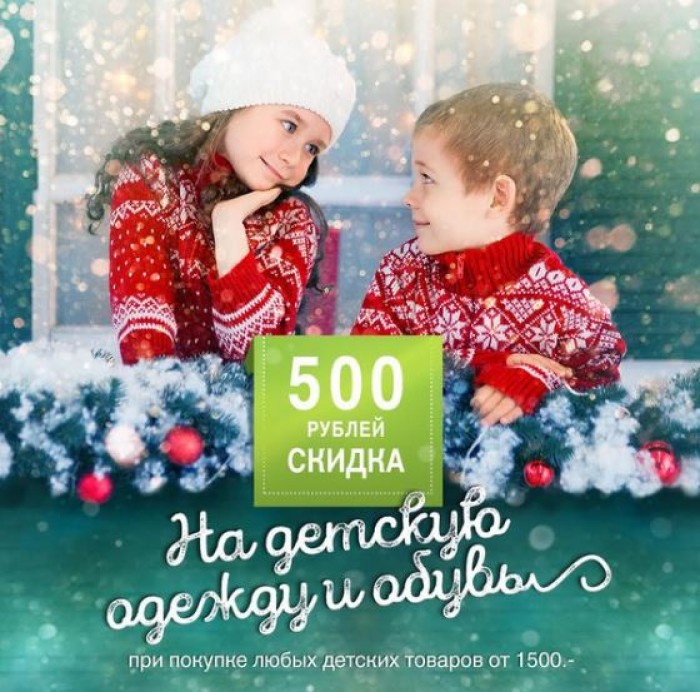 500
РУБЛЕЙ
СКИДКА
На детскую
одежду и обувь
при покупке любых детских товаров от 1500.-